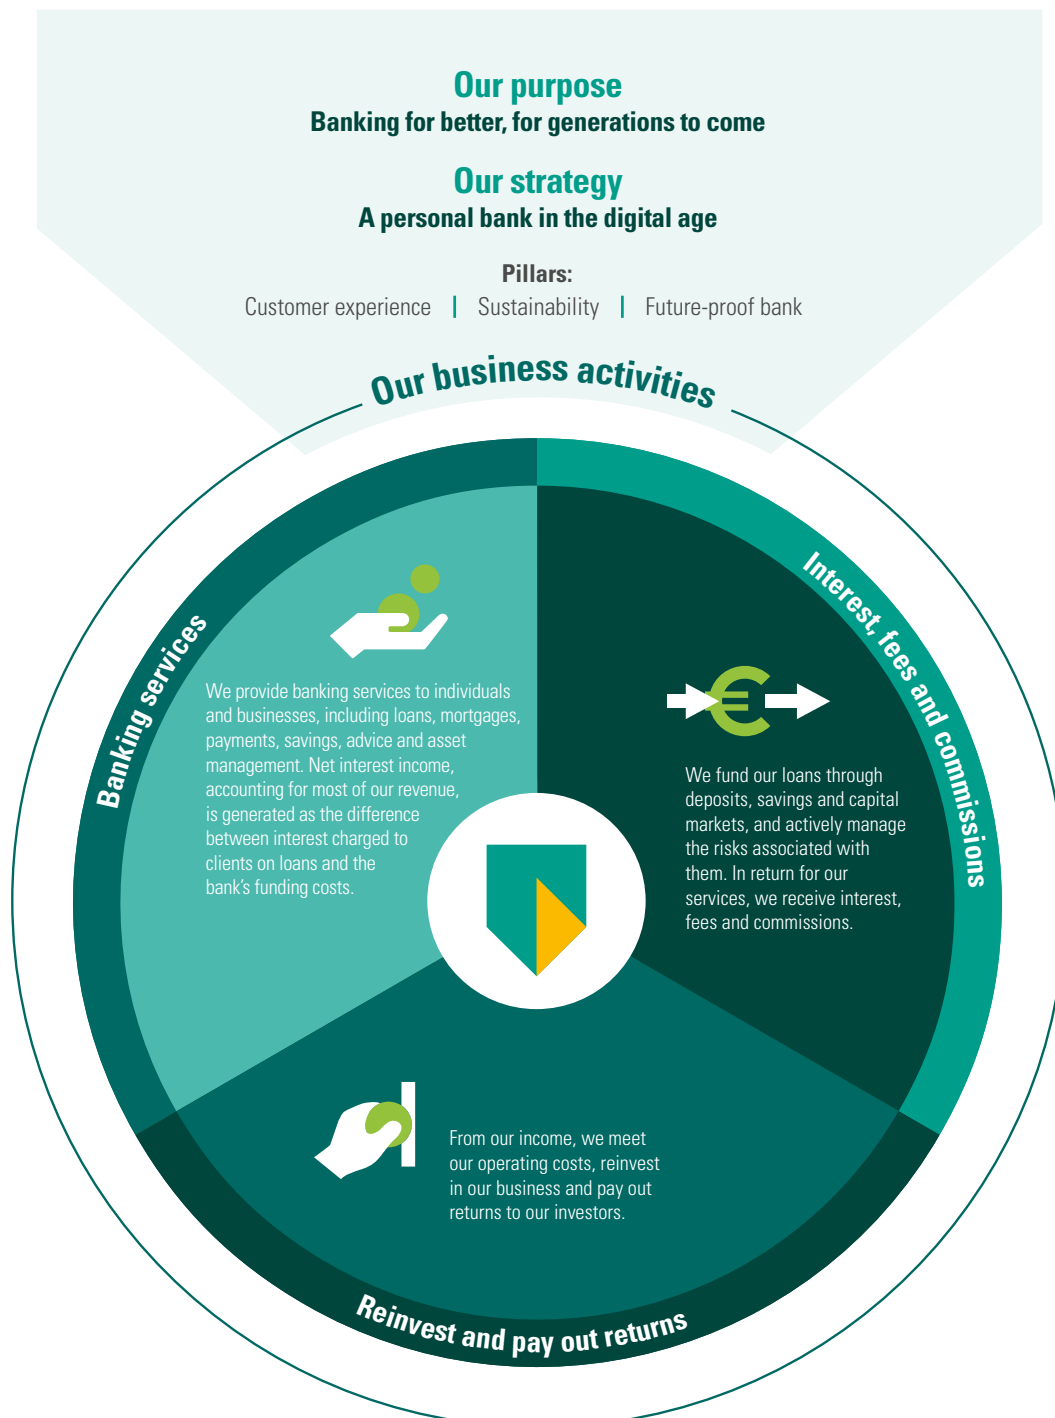 Our purpose
Banking for better, for generations to come
Our strategy
A personal bank in the digital age
Pillars:
Customer experience | Sustainability | Future-proof bank
Our business activities
Banking services
We provide banking services to individuals
and businesses, including loans, mortgages,
payments, savings, advice and asset
management. Net interest income,
accounting for most of our revenue,
is generated as the difference
between interest charged to
clients on loans and the
bank's funding costs.
Interest, fees and commissions
We fund our loans through
deposits, savings and capital
markets, and actively manage
the risks associated with
them. In return for our
services, we receive interest,
fees and commissions.
From our income, we meet
our operating costs, reinvest
in our business and pay out
returns to our investors.
Reinvest and pay out returns